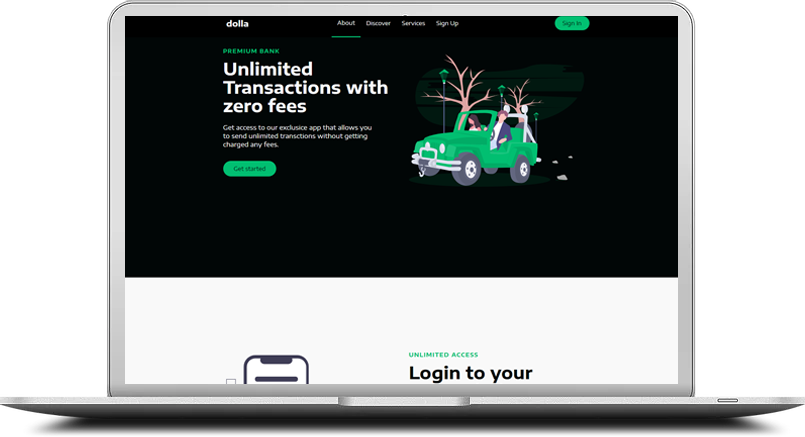 dolla
About
Discover
Services
Sign Up
Sign In
PREMIUM BANK
Unlimited
Transactions with
zero fees
Get access to our exclusice app that allows you
to send unlimited transctions without getting
charged any fees.
Get started
UNLIMITED ACCESS
Login to your